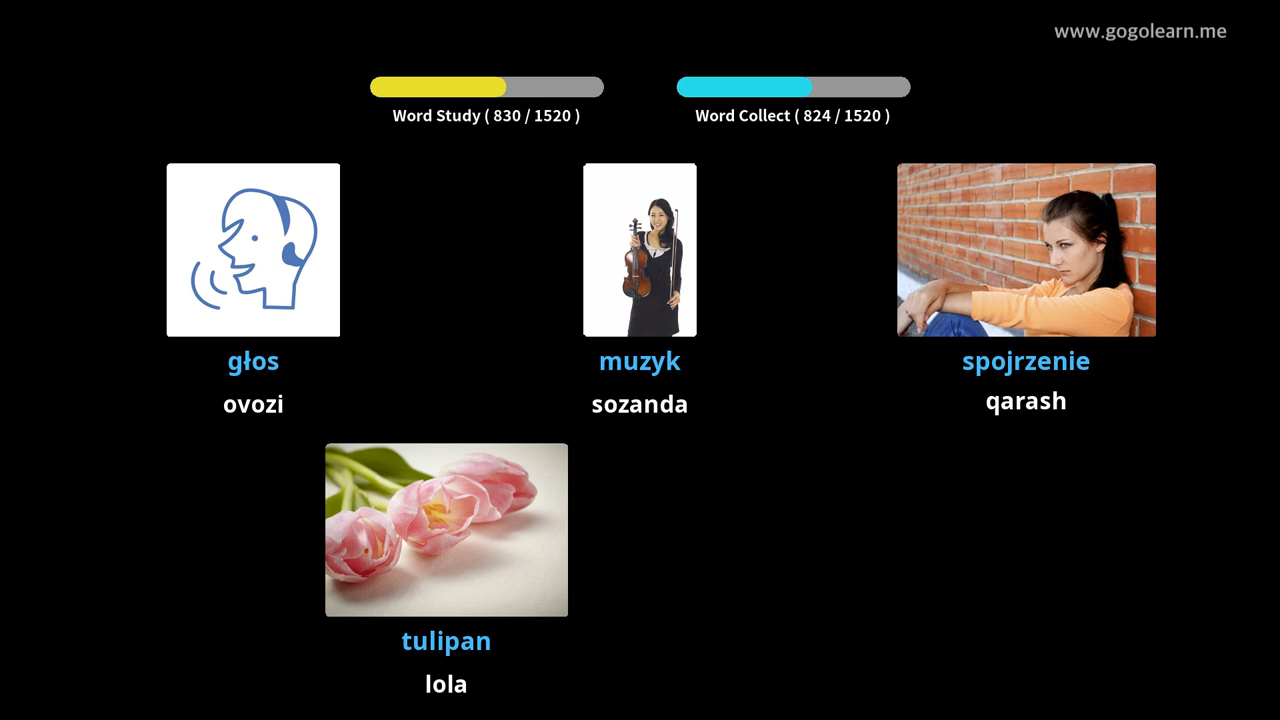 www.gogolearn.me
Word Study ( 830 / 1520 )
Word Collect ( 824 / 1520 )
głos
ovozi
muzyk
sozanda
spojrzenie
qarash
tulipan
lola